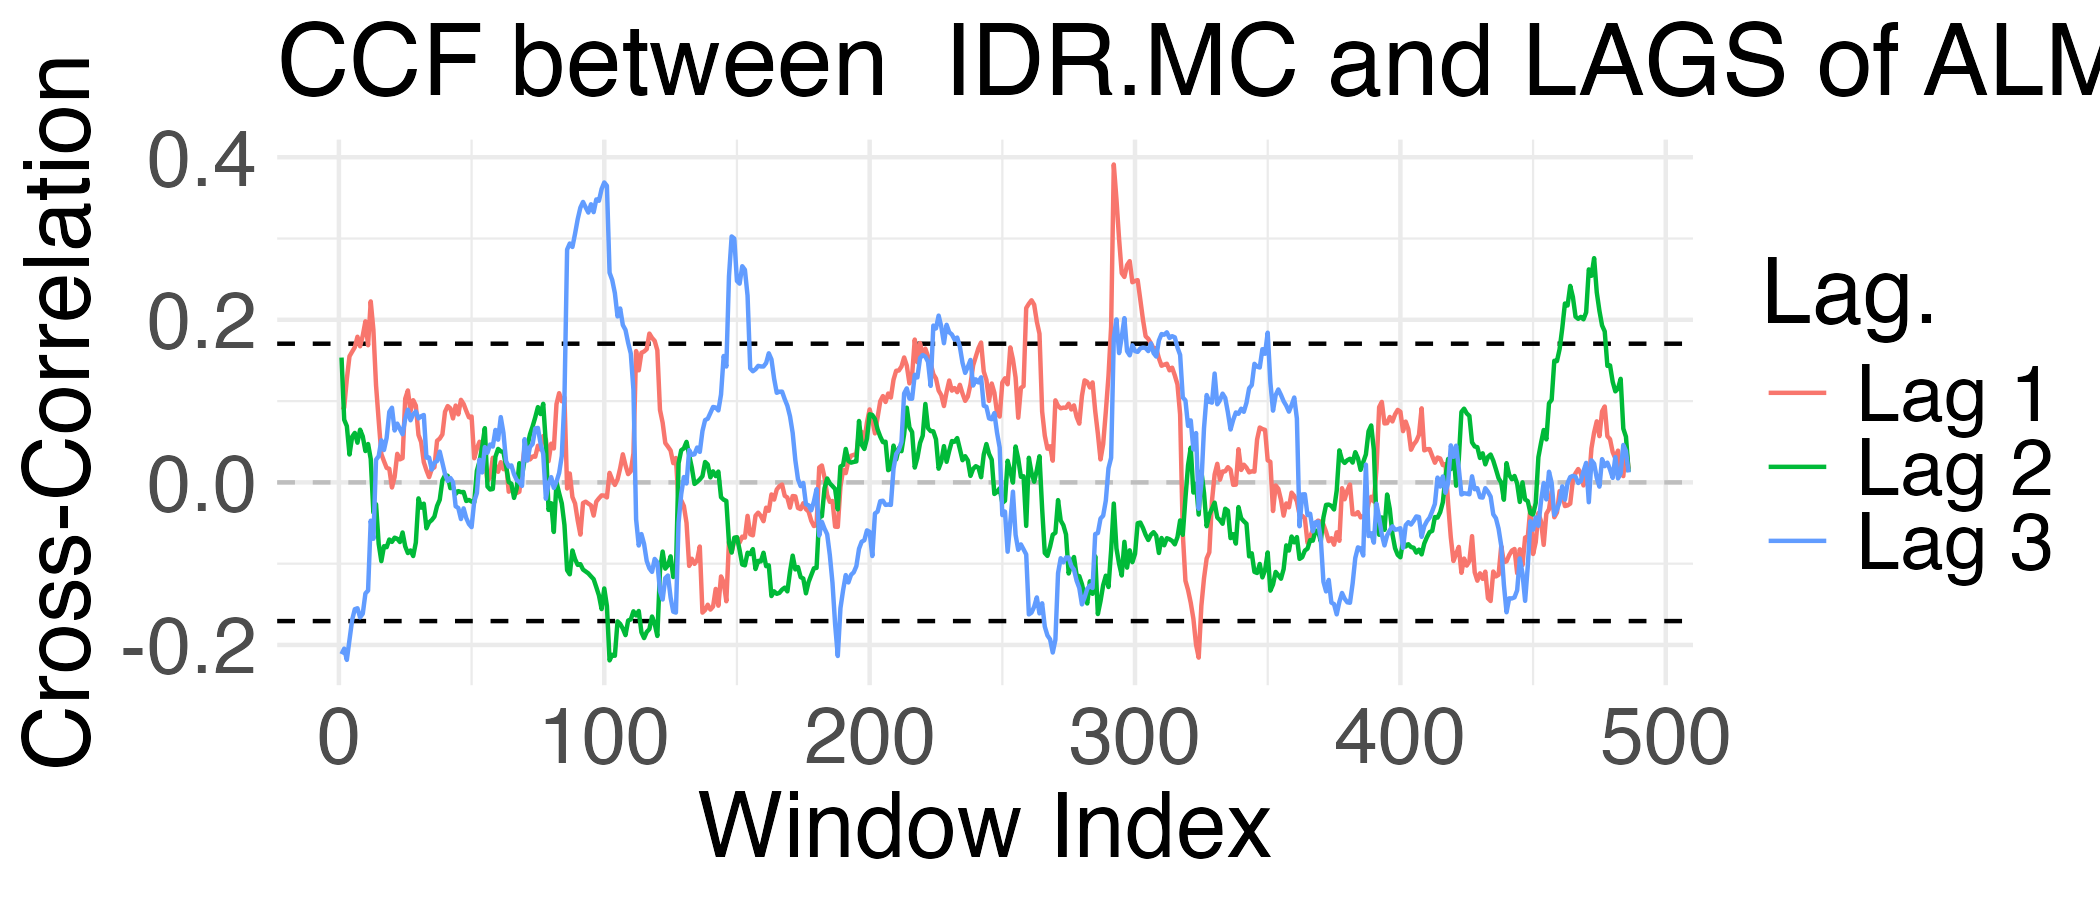 CCF between  IDR.MC and LAGS of ALM
Cross-Correlation
0.4
0.2
0.0
-0.2
0
100
200
300
400
500
Window Index
Lag.
Lag 1
Lag 2
Lag 3